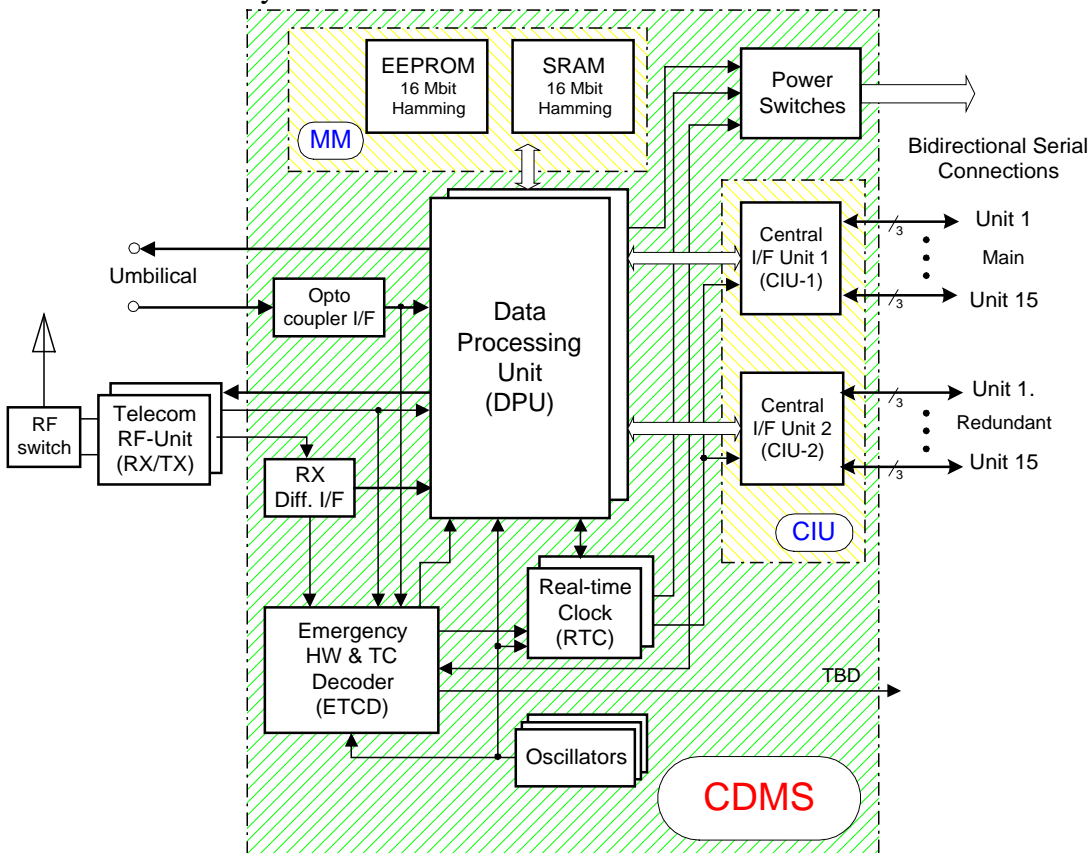 y
EEPROM
16 Mbit
Hamming
SRAM
16 Mbit
Hamming
MM
Power
Switches
Bidirectional Serial
Connections
Central
I/F Unit 1
(CIU-1)
3
Unit 1
Main
3
Unit 15
Umbilical
Opto
coupler I/F
Data
Processing
Unit
(DPU)
RF
switch
Telecom
RF-Unit
(RX/TX)
RX
Diff. I/F
Central
I/F Unit 2
(CIU-2)
3
Unit 1.
Redundant
3
Unit 15
CIU
Real-time
Clock
(RTC)
Emergency
HW & TC
Decoder
(ETCD)
TBD
Oscillators
CDMS